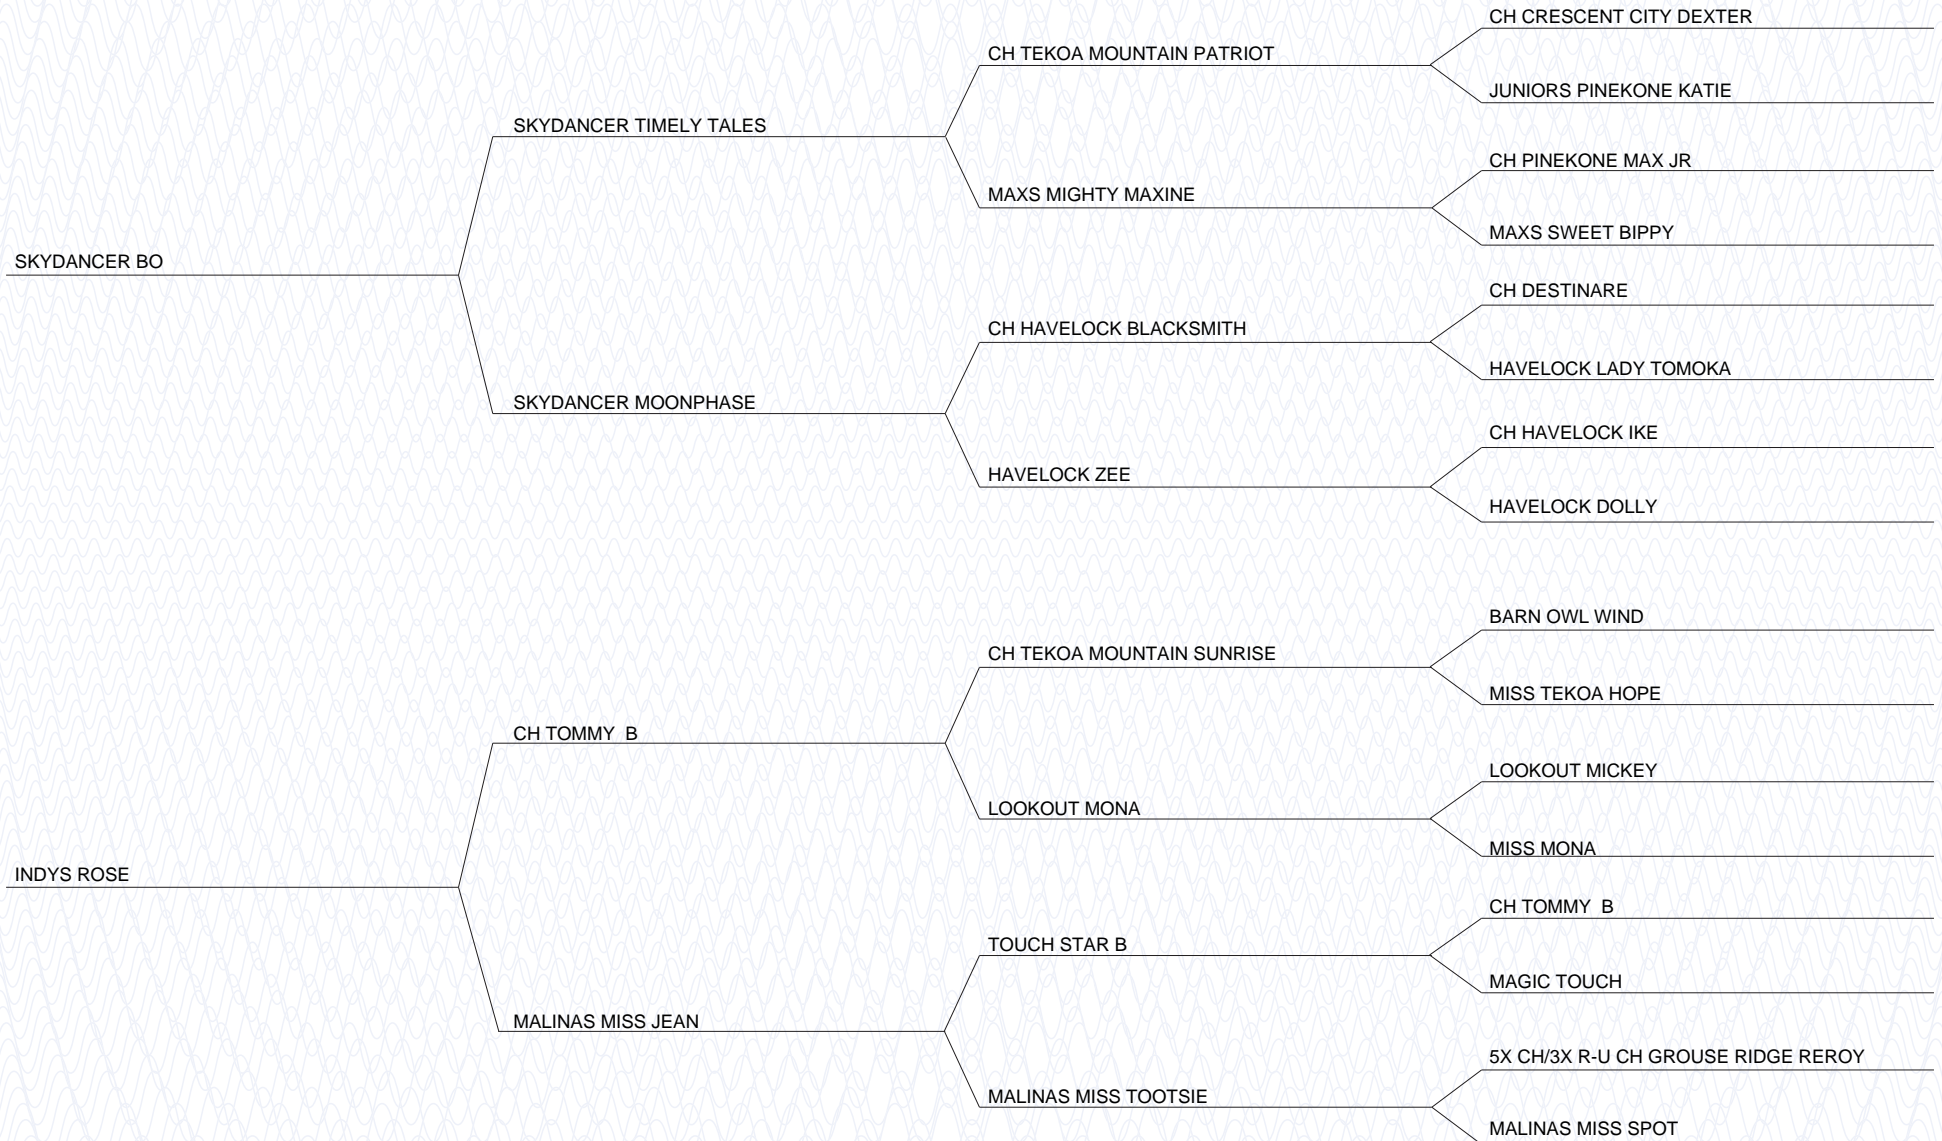 CH CRESCENT CITY DEXTER
CH TEKOA MOUNTAIN PATRIOT
JUNIORS PINEKONE KATIE
SKYDANCER TIMELY TALES
CH PINEKONE MAX JR
MAXS MIGHTY MAXINE
MAXS SWEET BIPPY
SKYDANCER BO
CH DESTINARE
CH HAVELOCK BLACKSMITH
HAVELOCK LADY TOMOKA
SKYDANCER MOONPHASE
CH HAVELOCK IKE
HAVELOCK ZEE
HAVELOCK DOLLY
BARN OWL WIND
CH TEKOA MOUNTAIN SUNRISE
MISS TEKOA HOPE
CH TOMMY  B
LOOKOUT MICKEY
LOOKOUT MONA
MISS MONA
INDYS ROSE
CH TOMMY  B
TOUCH STAR B
MAGIC TOUCH
MALINAS MISS JEAN
5X CH/3X R-U CH GROUSE RIDGE REROY
MALINAS MISS TOOTSIE
MALINAS MISS SPOT